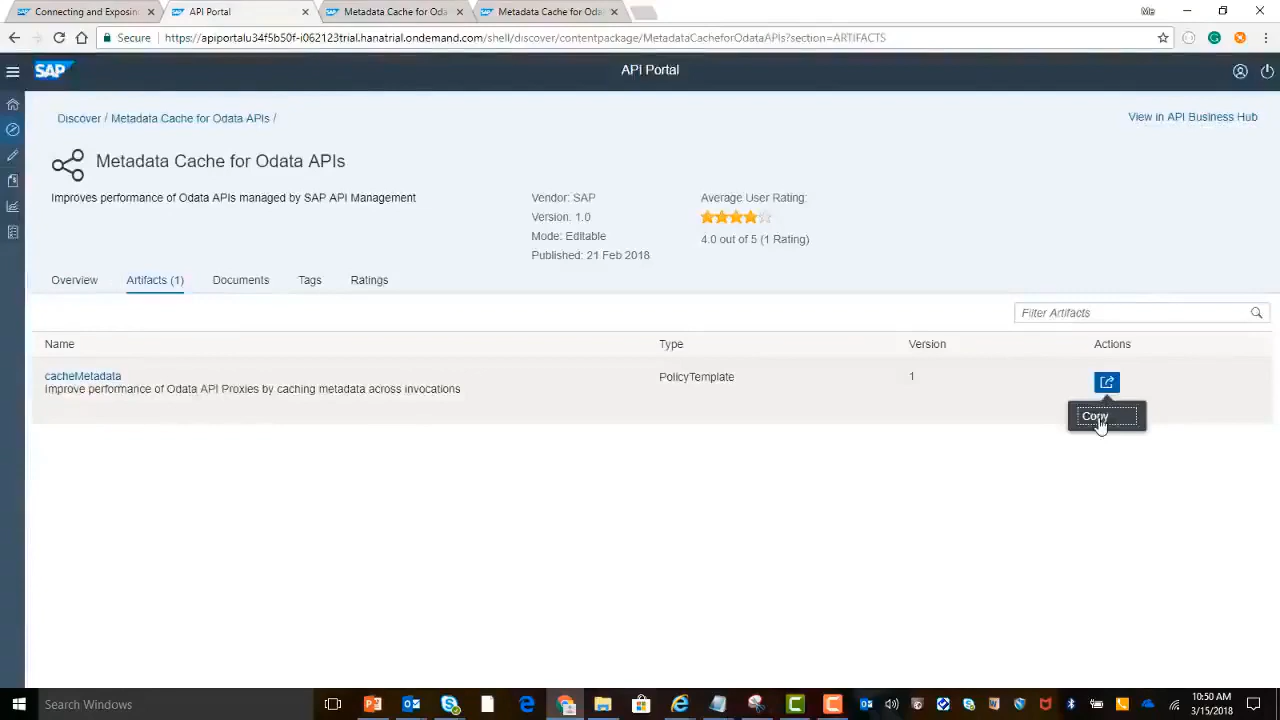 Connecting and Exposin
API Portal
Metadata Cache for Oda
Metadata Cache for Odat
Secure
https://apiportalu34f5b50f-i062123trial.hanatrial.ondemand.com/shell/discover/contentpackage/MetadataCacheforOdataAPIs?section=ARTIFACTS
SAP
API Portal
Discover / Metadata Cache for Odata APIs /
View in API Business Hub
Metadata Cache for Odata APIs
Improves performance of Odata APIs managed by SAP API Management
Vendor: SAP
Version: 1.0
Mode: Editable
Published: 21 Feb 2018
Average User Rating:
4.0 out of 5 (1 Rating)
Overview
Artifacts (1)
Documents
Tags
Ratings
Filter Artifacts
Name
Type
Version
Actions
cacheMetadata
Improve performance of Odata API Proxies by caching metadata across invocations
PolicyTemplate
1
Copy
Search Windows
10:50 AM
3/15/2018